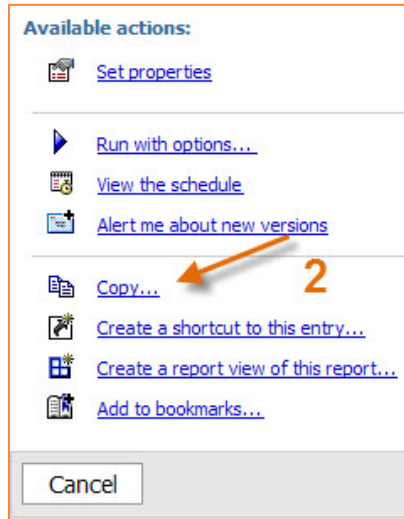 Available actions:
Set properties
Run with options...
View the schedule
Alert me about new versions
Copy...
2
Create a shortcut to this entry...
Create a report view of this report...
Add to bookmarks...
Cancel